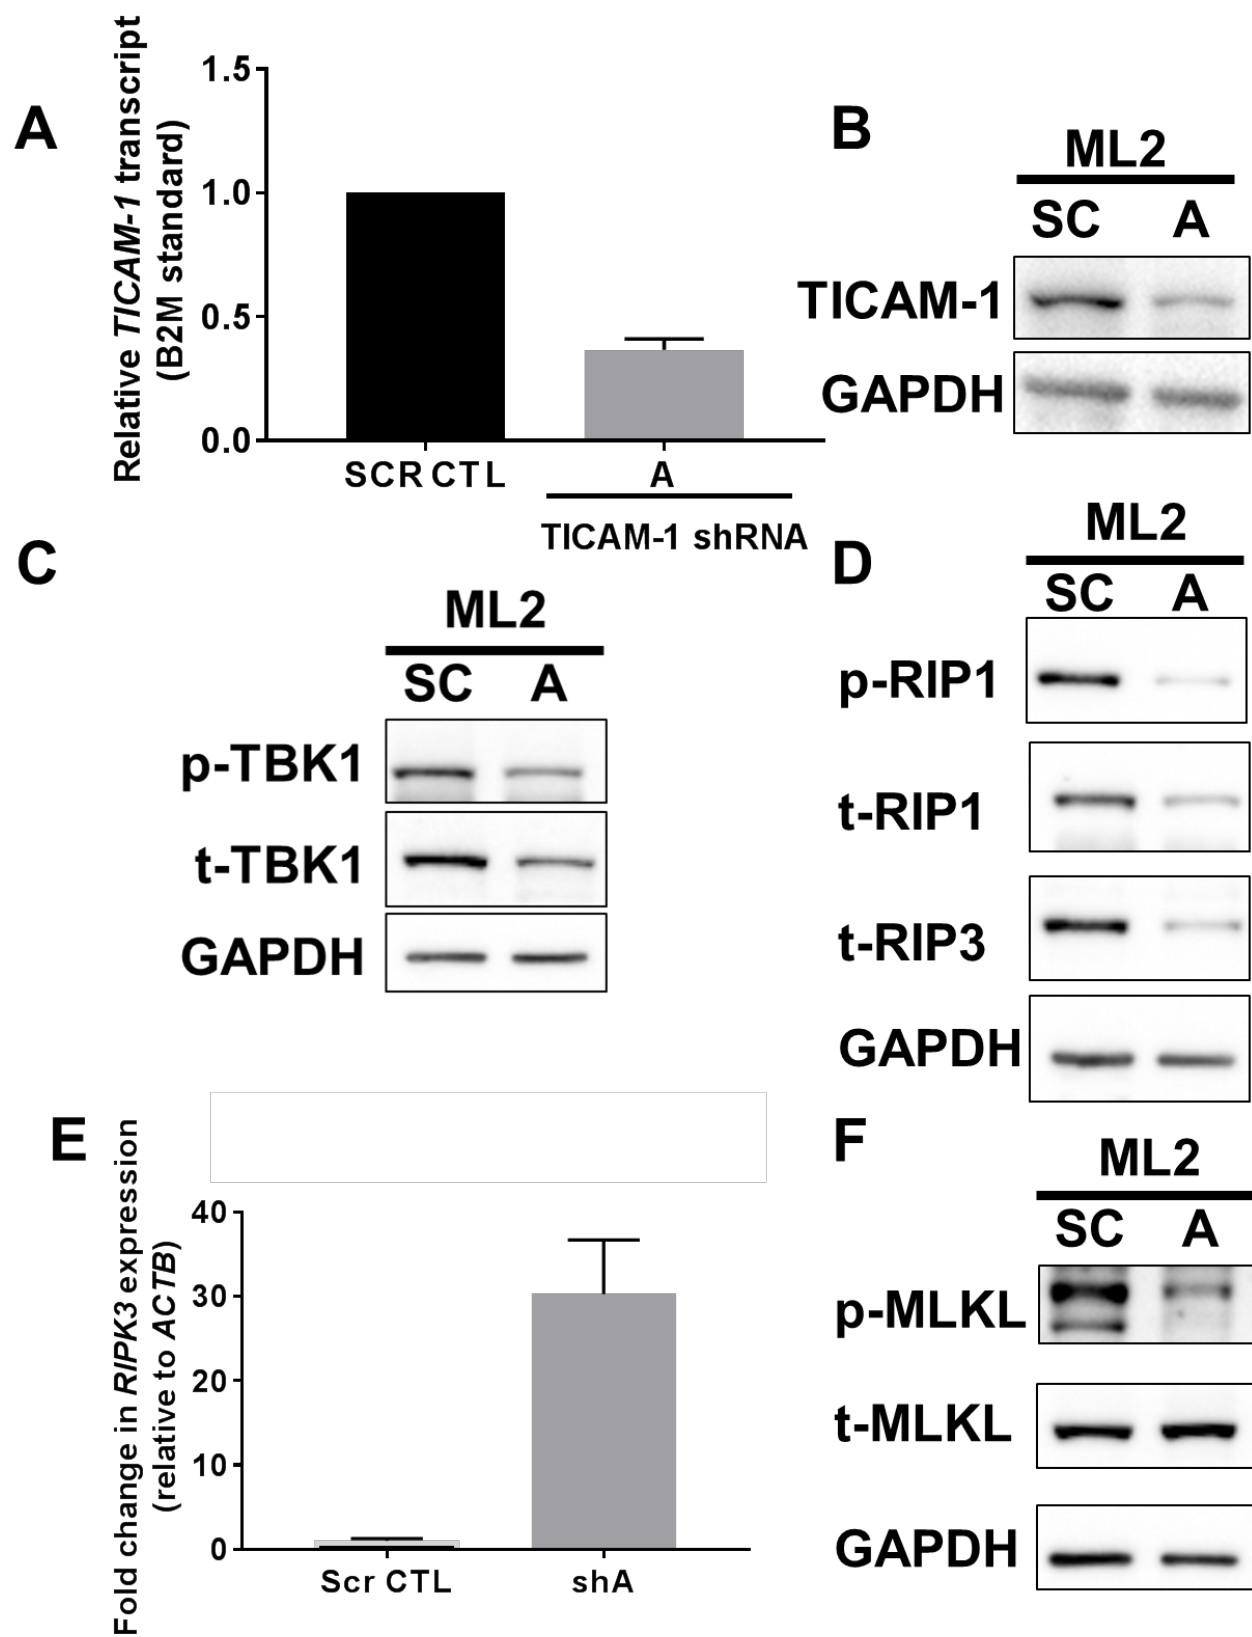 A
Relative TICAM-1 transcript
(B2M standard)
1.5
1.0
0.5
0.0
SCR CTL
A
TICAM-1 shRNA
B
ML2
SC A
TICAM-1
GAPDH
C
ML2
SC A
p-TBK1
t-TBK1
GAPDH
D
ML2
SC A
p-RIP1
t-RIP1
t-RIP3
GAPDH
E
Fold change in RIPK3 expression
(relative to ACTB)
40
30
20
10
0
Scr CTL
shA
F
ML2
SC A
p-MLKL
t-MLKL
GAPDH